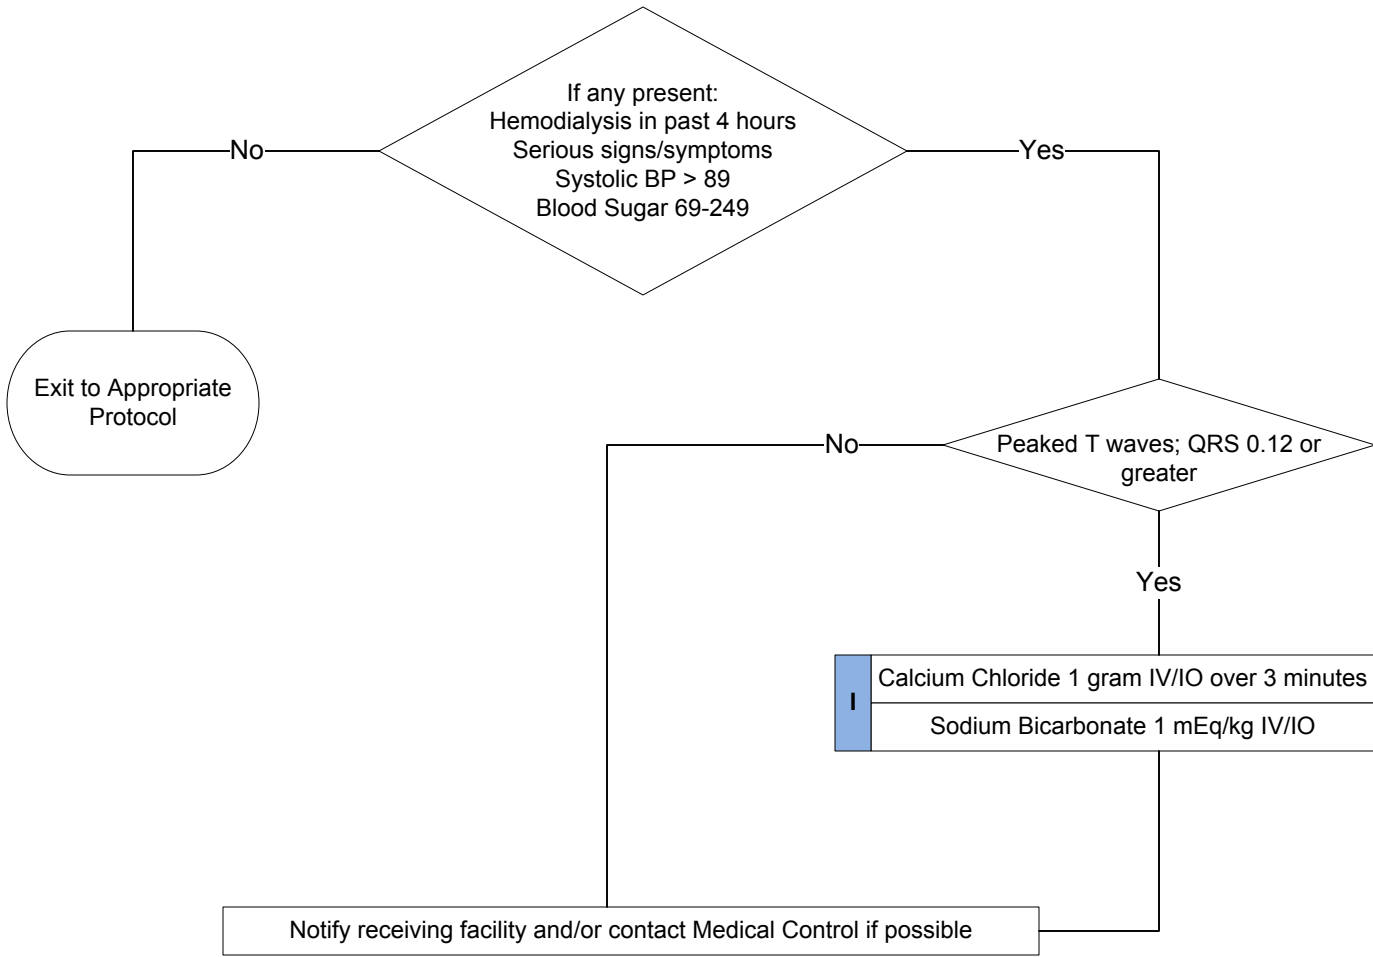 If any present:
Hemodialysis in past 4 hours
Serious signs/symptoms
Systolic BP > 89
Blood Sugar 69-249
No
Yes
Exit to Appropriate
Protocol
No
Peaked T waves; QRS 0.12 or
greater
Yes
I
Calcium Chloride 1 gram IV/IO over 3 minutes
Sodium Bicarbonate 1 mEq/kg IV/IO
Notify receiving facility and/or contact Medical Control if possible